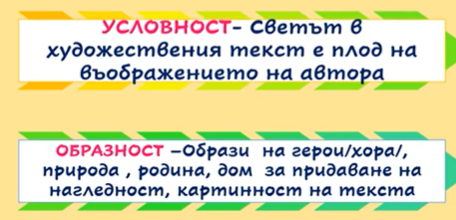 УСЛОВНОСТ- Светът в
художествения текст е плод на
въображението на автора
ОБРАЗНОСТ –Образи на герои/хора/,
природа , родина, дом за придаване на
нагледност, картинност на текста